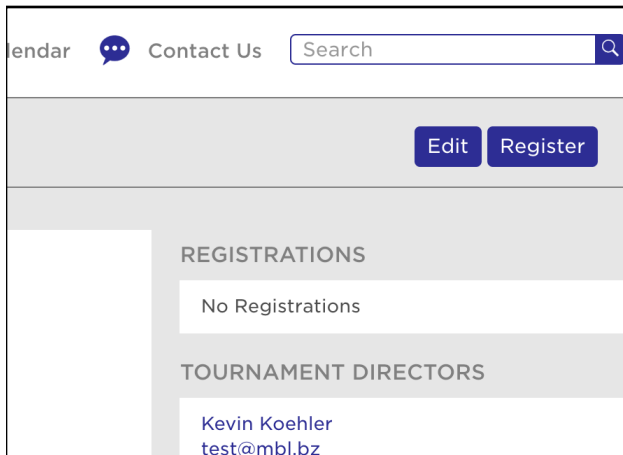 lendar Contact Us Search
Edit Register
REGISTRATIONS
No Registrations
TOURNAMENT DIRECTORS
Kevin Koehler
test@mbl.bz